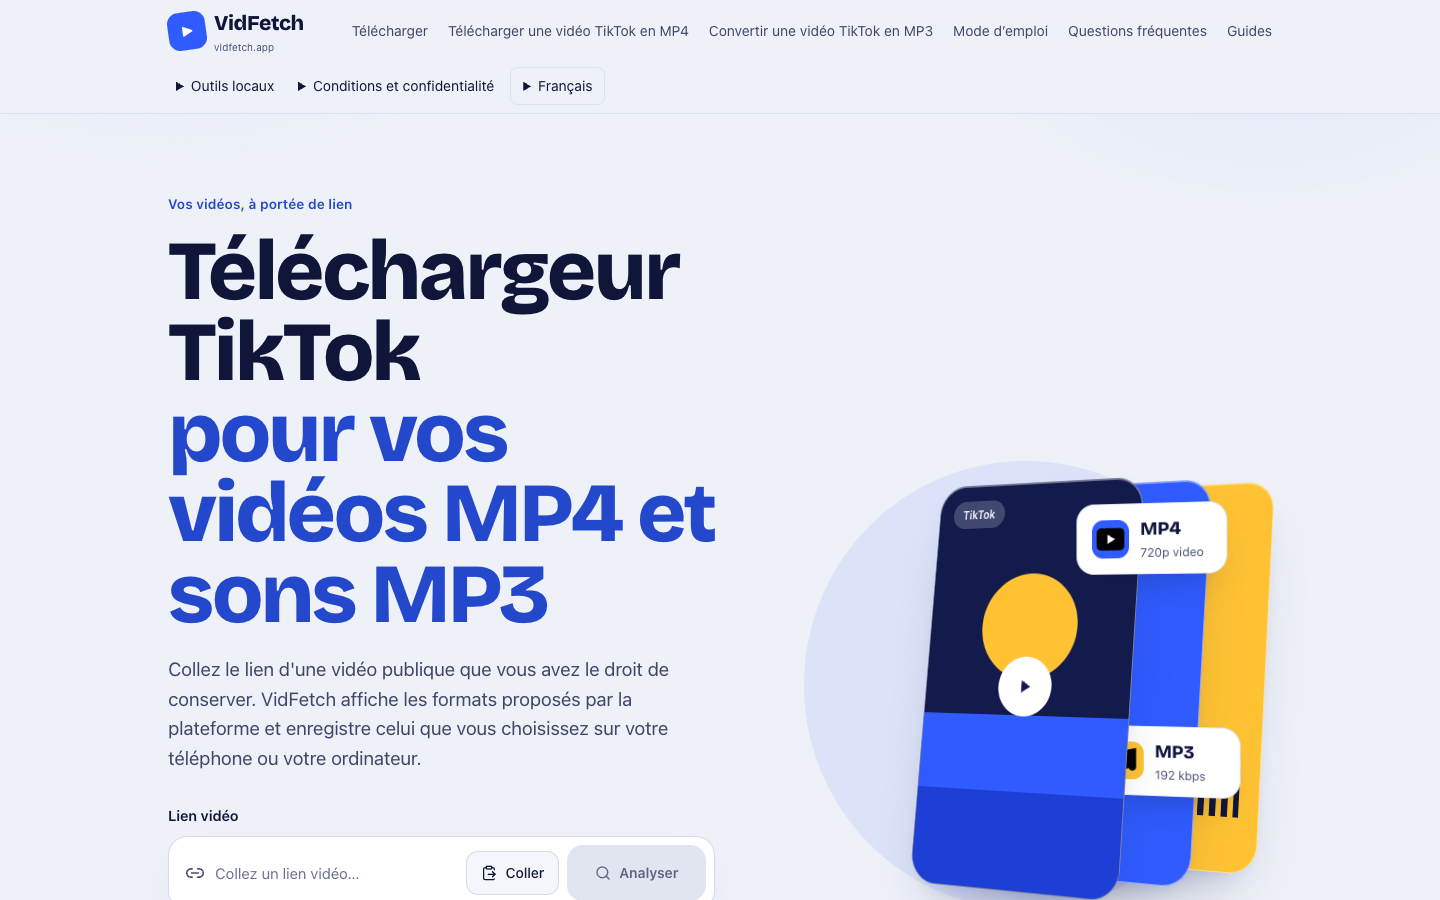 VidFetch
vidfetch.app
Télécharger
Télécharger une vidéo TikTok en MP4
Convertir une vidéo TikTok en MP3
Mode d’emploi
Questions fréquentes
Guides
Outils locaux
Conditions et confidentialité
Français
Vos vidéos, à portée de lien
Téléchargeur
TikTok
pour vos
vidéos MP4 et
sons MP3
Collez le lien d'une vidéo publique que vous avez le droit de
conserver. VidFetch affiche les formats proposés par la
plateforme et enregistre celui que vous choisissez sur votre
téléphone ou votre ordinateur.
Lien vidéo
Collez un lien vidéo...
Coller
Analyser
TikTok
MP4
720p video
MP3
192 kbps